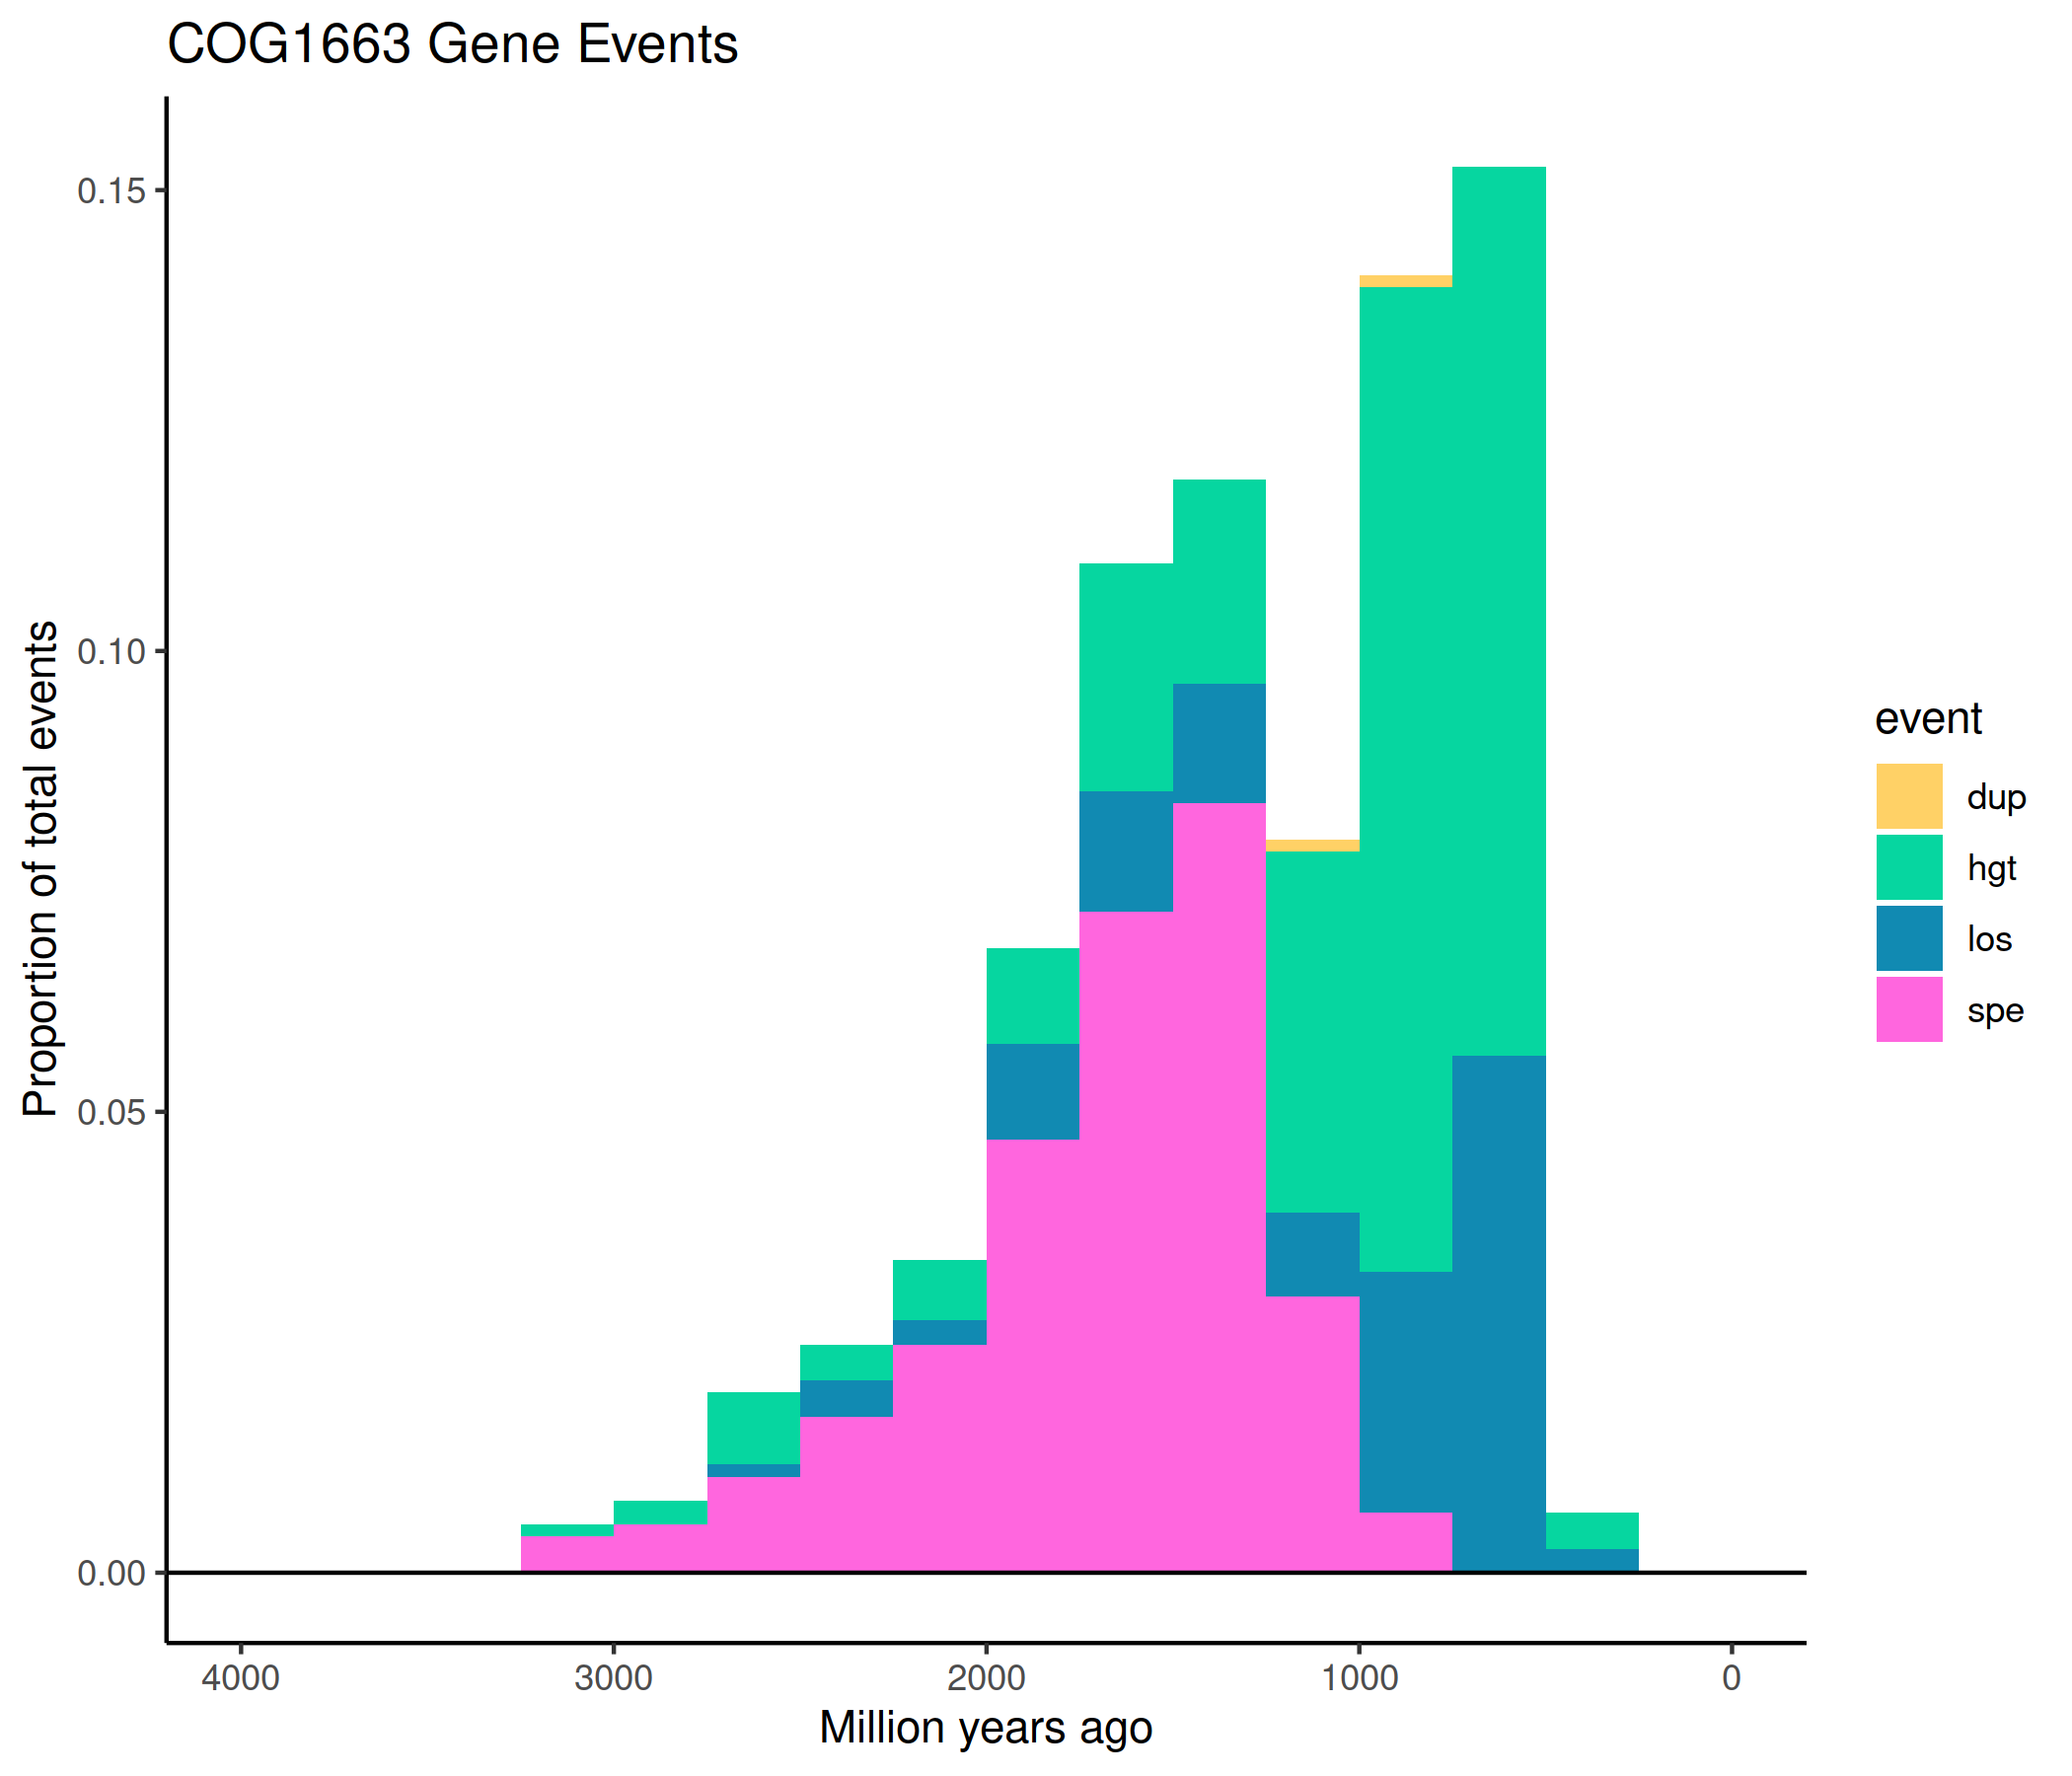 COG1663 Gene Events
Proportion of total events
0.15
0.10
0.05
0.00
4000 3000 2000 1000 0
Million years ago
event
dup
hgt
los
spe